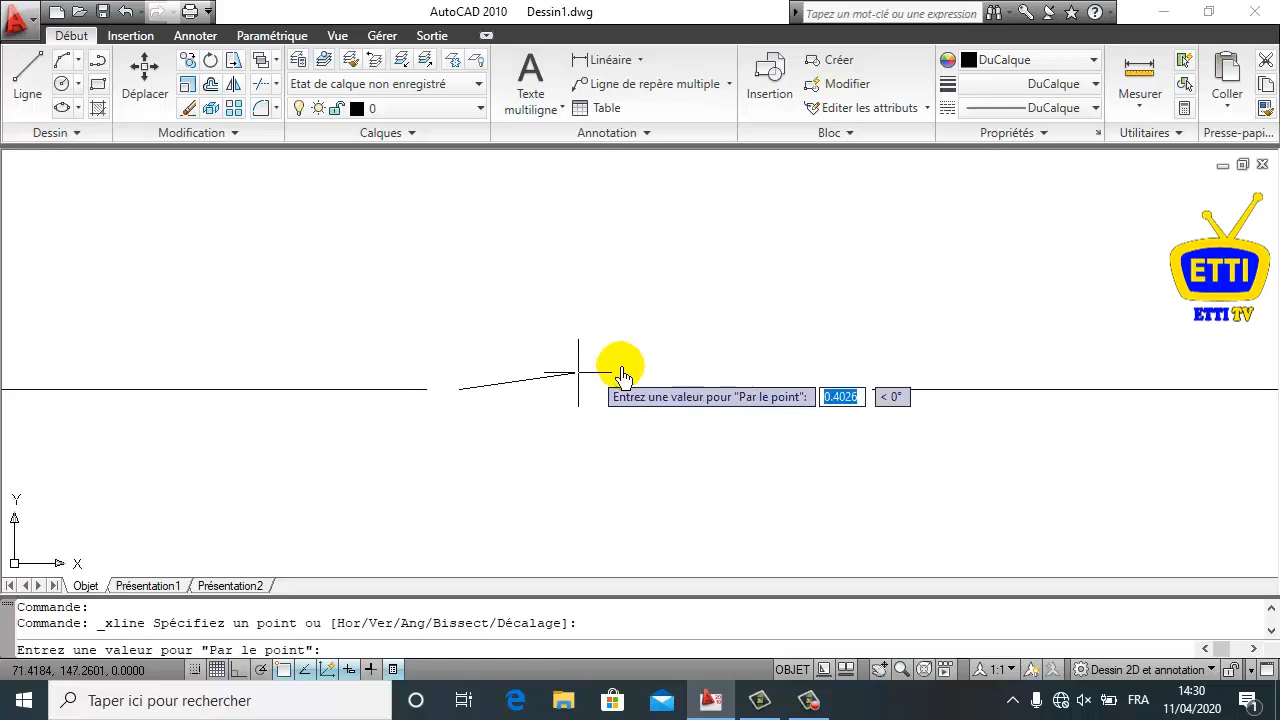 AutoCAD 2010 Dessin1.dwg
Tapez un mot-clé ou une expression
Début Insertion Annoter Paramétrique Vue Gérer Sortie
Ligne
Déplacer
Etat de calque non enregistré
0
Texte
multiligne
Linéaire
Ligne de repère multiple
Table
Insertion
Créer
Modifier
Editer les attributs
DuCalque
DuCalque
DuCalque
Mesurer
Coller
Dessin Modification Calques Annotation Bloc Propriétés Utilitaires Presse-papi...
ETTI
ETTI TV
Entrez une valeur pour "Par le point": 0.4026 < 0°
Y
X
Objet Présentation1 Présentation2
Commande:
Commande: _xline Spécifiez un point ou [Hor/Ver/Ang/Bissect/Décalage]:
Entrez une valeur pour "Par le point":
71.4184, 147.2601, 0.0000 OBJET 1:1 Dessin 2D et annotation
Taper ici pour rechercher
FRA
14:30
11/04/2020
1